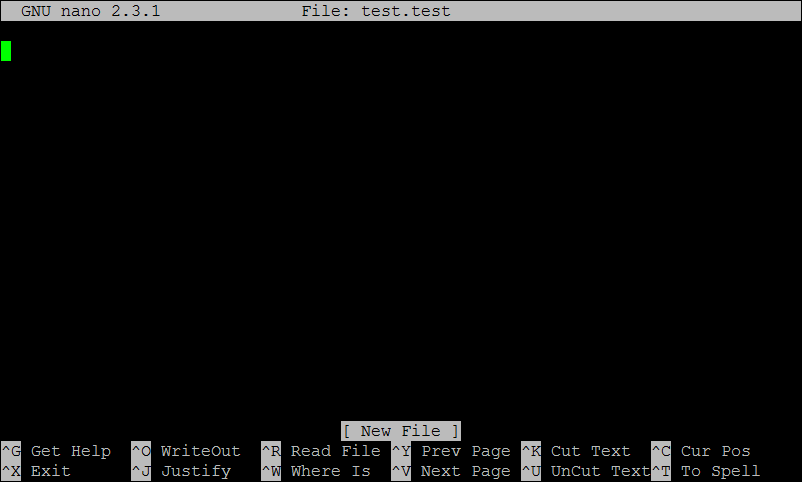 GNU nano 2.3.1 File: test.test
[ New File ]
^G Get Help ^O WriteOut ^R Read File ^Y Prev Page ^K Cut Text ^C Cur Pos
^X Exit ^J Justify ^W Where Is ^V Next Page ^U UnCut Text ^T To Spell